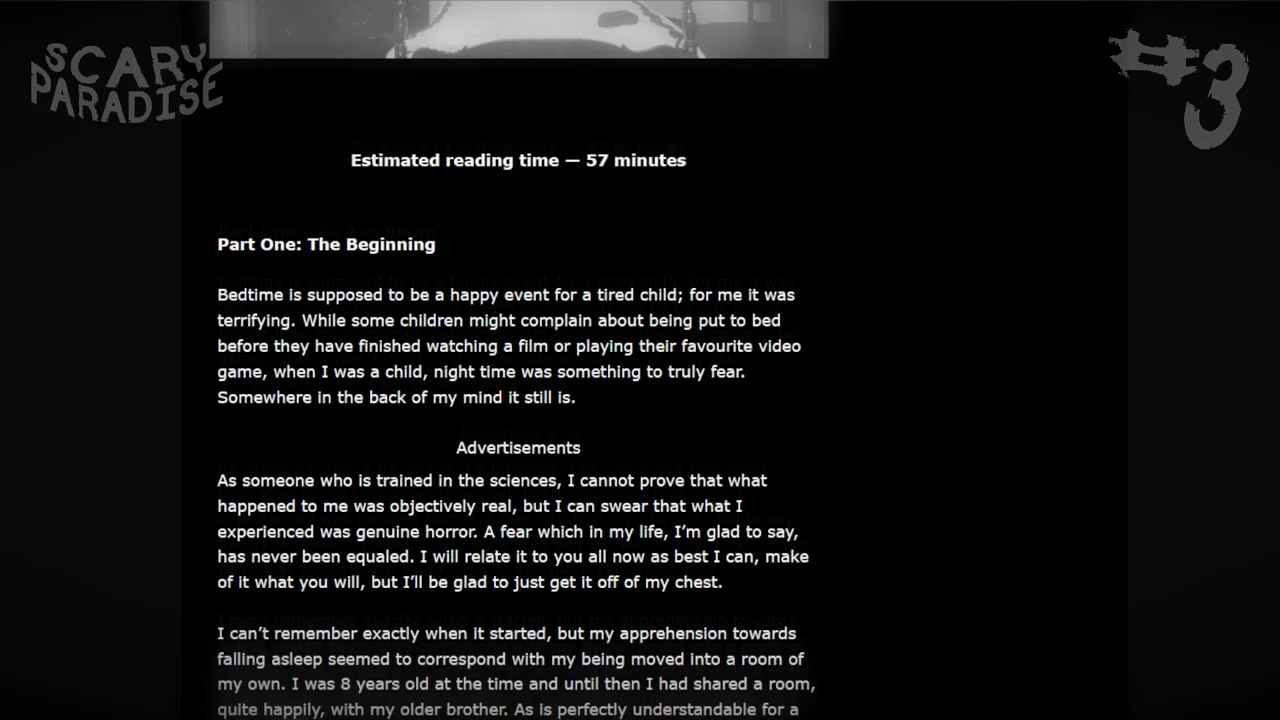 SCARY
PARADISE
#3
Estimated reading time — 57 minutes
Part One: The Beginning
Bedtime is supposed to be a happy event for a tired child; for me it was
terrifying. While some children might complain about being put to bed
before they have finished watching a film or playing their favourite video
game, when I was a child, night time was something to truly fear.
Somewhere in the back of my mind it still is.
Advertisements
As someone who is trained in the sciences, I cannot prove that what
happened to me was objectively real, but I can swear that what I
experienced was genuine horror. A fear which in my life, I’m glad to say,
has never been equaled. I will relate it to you all now as best I can, make
of it what you will, but I’ll be glad to just get it off of my chest.
I can’t remember exactly when it started, but my apprehension towards
falling asleep seemed to correspond with my being moved into a room of
my own. I was 8 years old at the time and until then I had shared a room,
quite happily, with my older brother. As is perfectly understandable for a